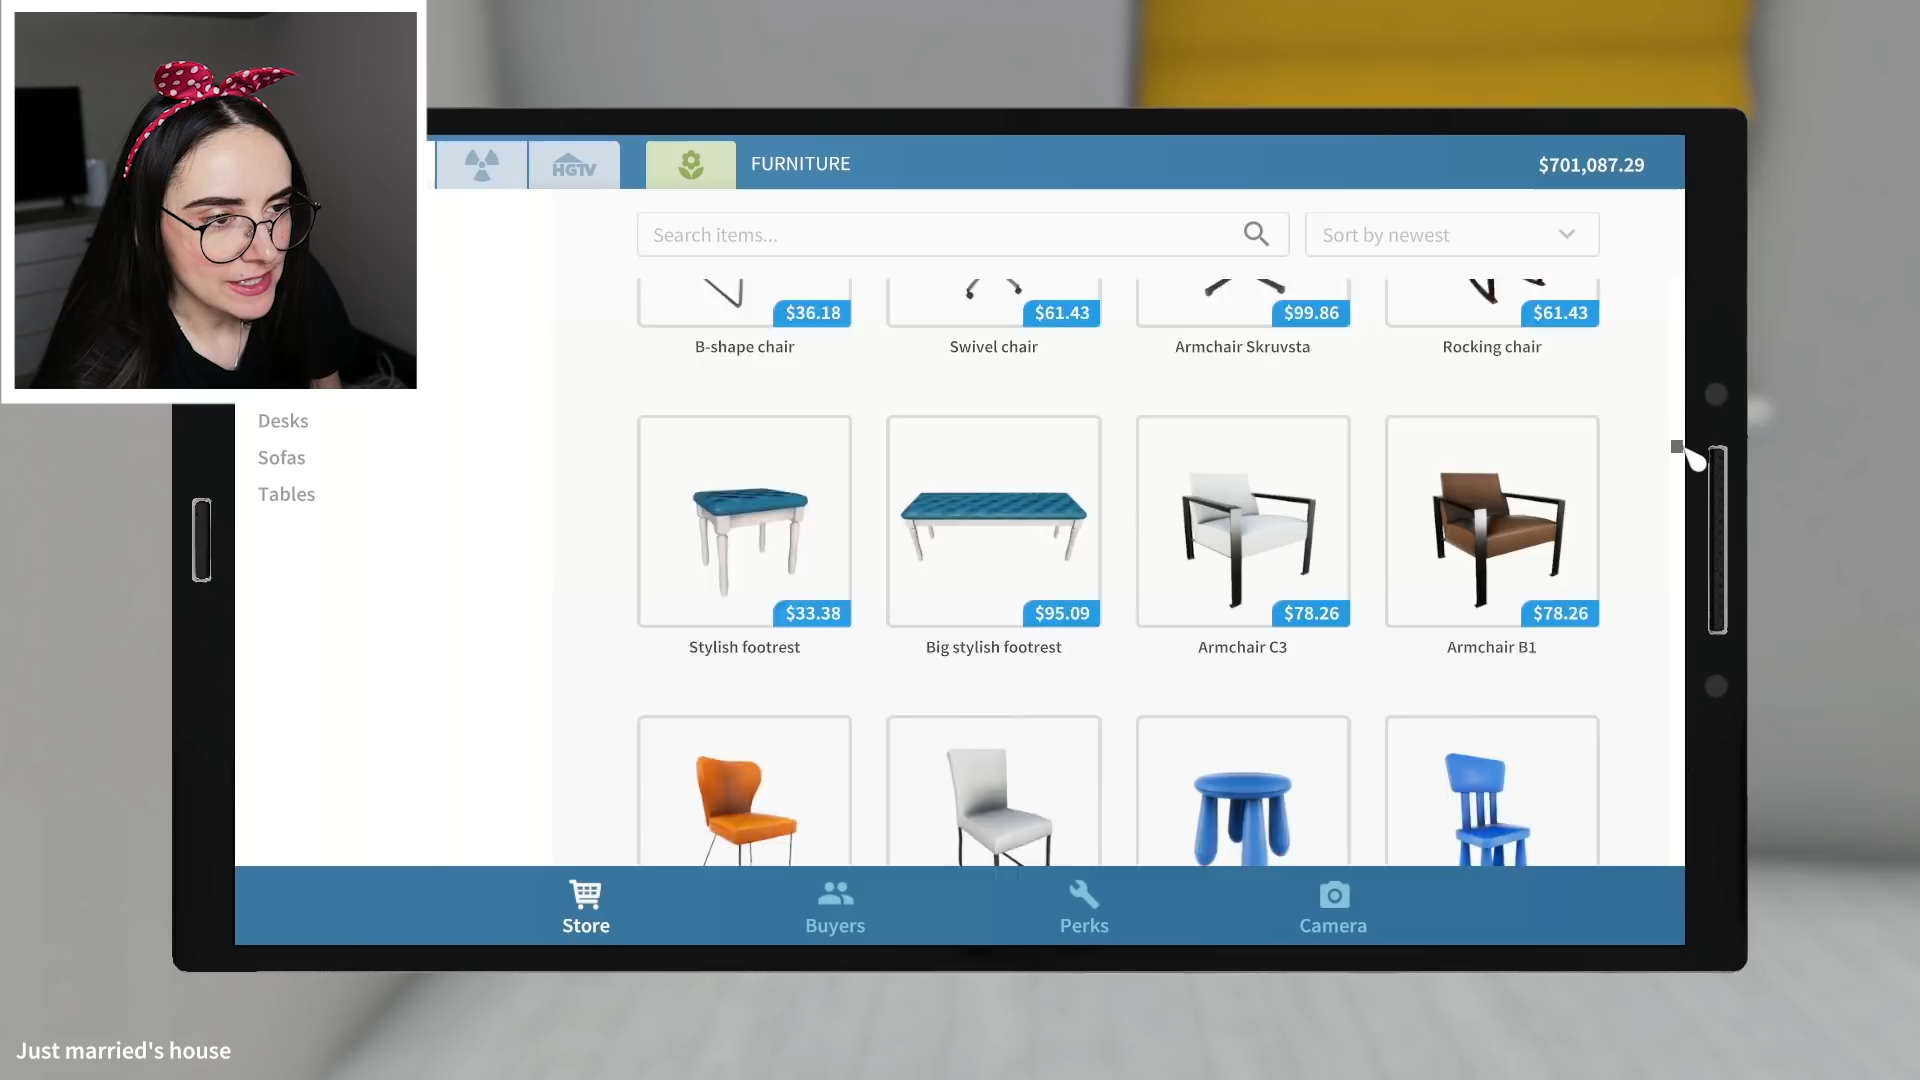 HGTV
FURNITURE
$701,087.29
Search items...
Sort by newest
$36.18
$61.43
$99.86
$61.43
B-shape chair
Swivel chair
Armchair Skruvsta
Rocking chair
Desks
Sofas
Tables
$33.38
$95.09
$78.26
$78.26
Stylish footrest
Big stylish footrest
Armchair C3
Armchair B1
Store
Buyers
Perks
Camera
Just married's house